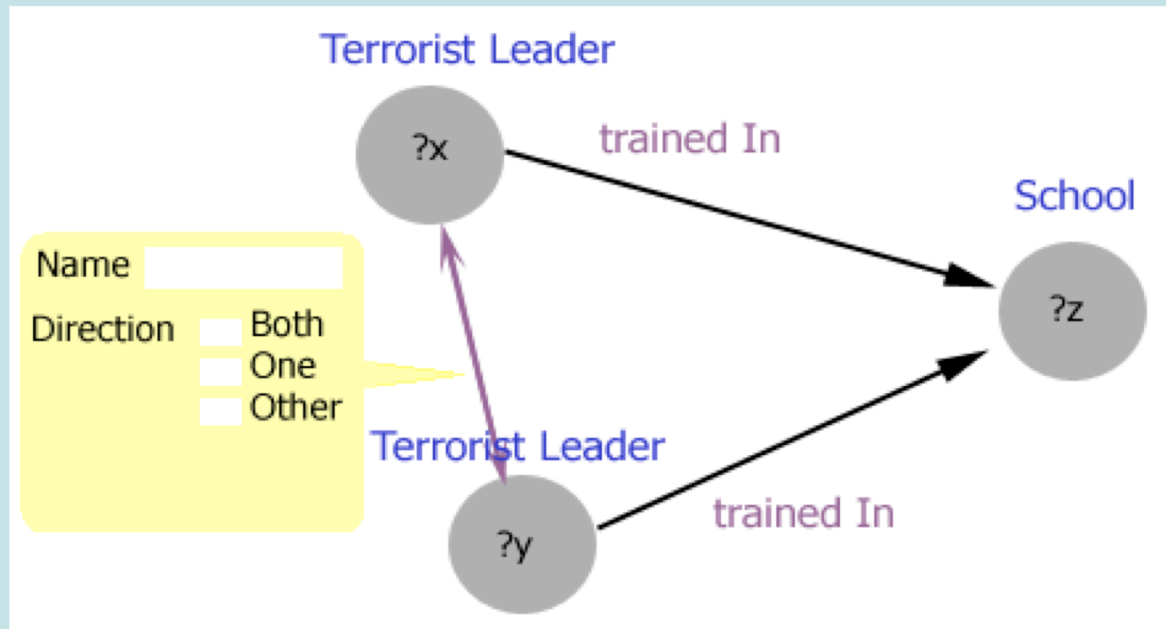 Terrorist Leader
?x
trained In
School
?z
Name
Direction
Both
One
Other
Terrorist Leader
?y
trained In